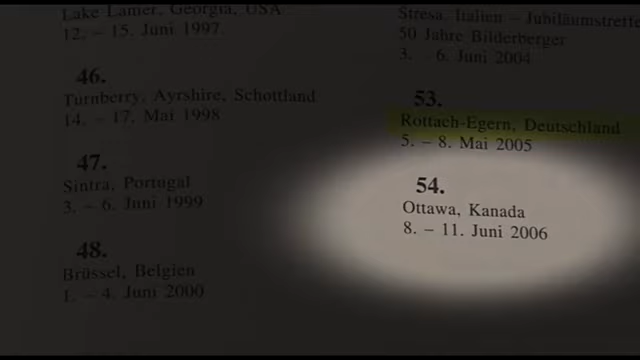 Lake Lanier, Georgia, USA
12. – 15. Juni 1997
46.
Turnberry, Ayrshire, Schottland
14. – 17. Mai 1998
47.
Sintra, Portugal
3. – 6. Juni 1999
48.
Brüssel, Belgien
1. – 4. Juni 2000
Stresa, Italien – Jubiläumstreffe
50 Jahre Bilderberger
3. – 6. Juni 2004
53.
Rottach-Egern, Deutschland
5. – 8. Mai 2005
54.
Ottawa, Kanada
8. – 11. Juni 2006